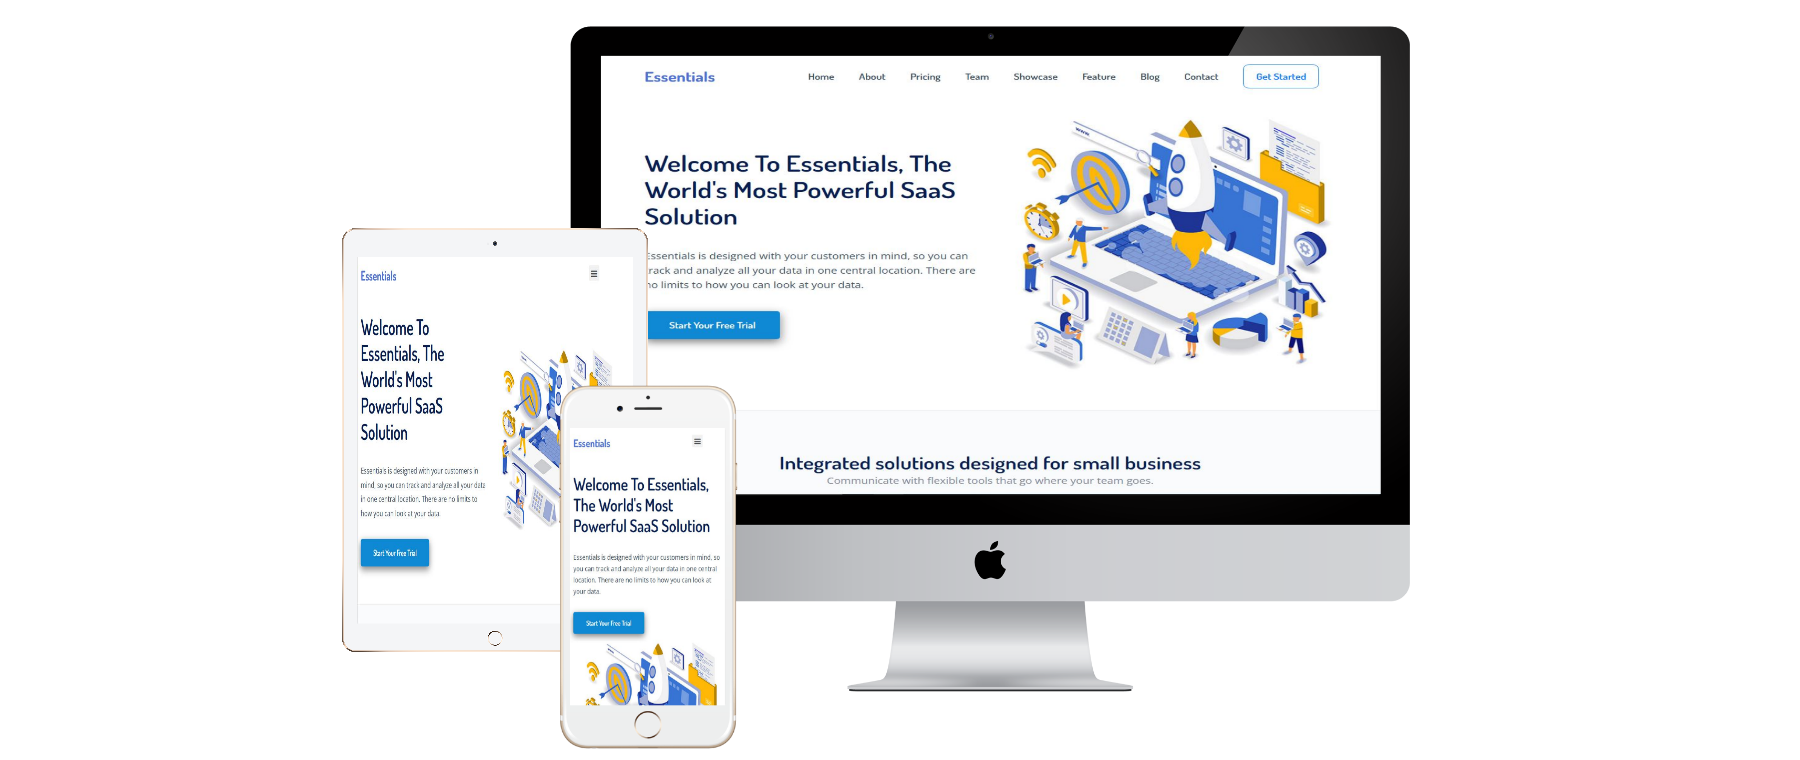 Essentials
Home About Pricing Team Showcase Feature Blog Contact Get Started
Welcome To Essentials, The
World's Most Powerful SaaS
Solution
Essentials is designed with your customers in mind, so you can
track and analyze all your data in one central location. There are
no limits to how you can look at your data.
Start Your Free Trial
Integrated solutions designed for small business
Communicate with flexible tools that go where your team goes.
Essentials
Welcome To
Essentials, The
World's Most
Powerful SaaS
Solution
Essentials is designed with your customers in
mind, so you can track and analyze all your data
in one central location. There are no limits to
how you can look at your data.
Start Your Free Trial
Essentials
Welcome To Essentials,
The World's Most
Powerful SaaS Solution
Essentials is designed with your customers in mind, so
you can track and analyze all your data in one central
location. There are no limits to how you can look at
your data.
Start Your Free Trial